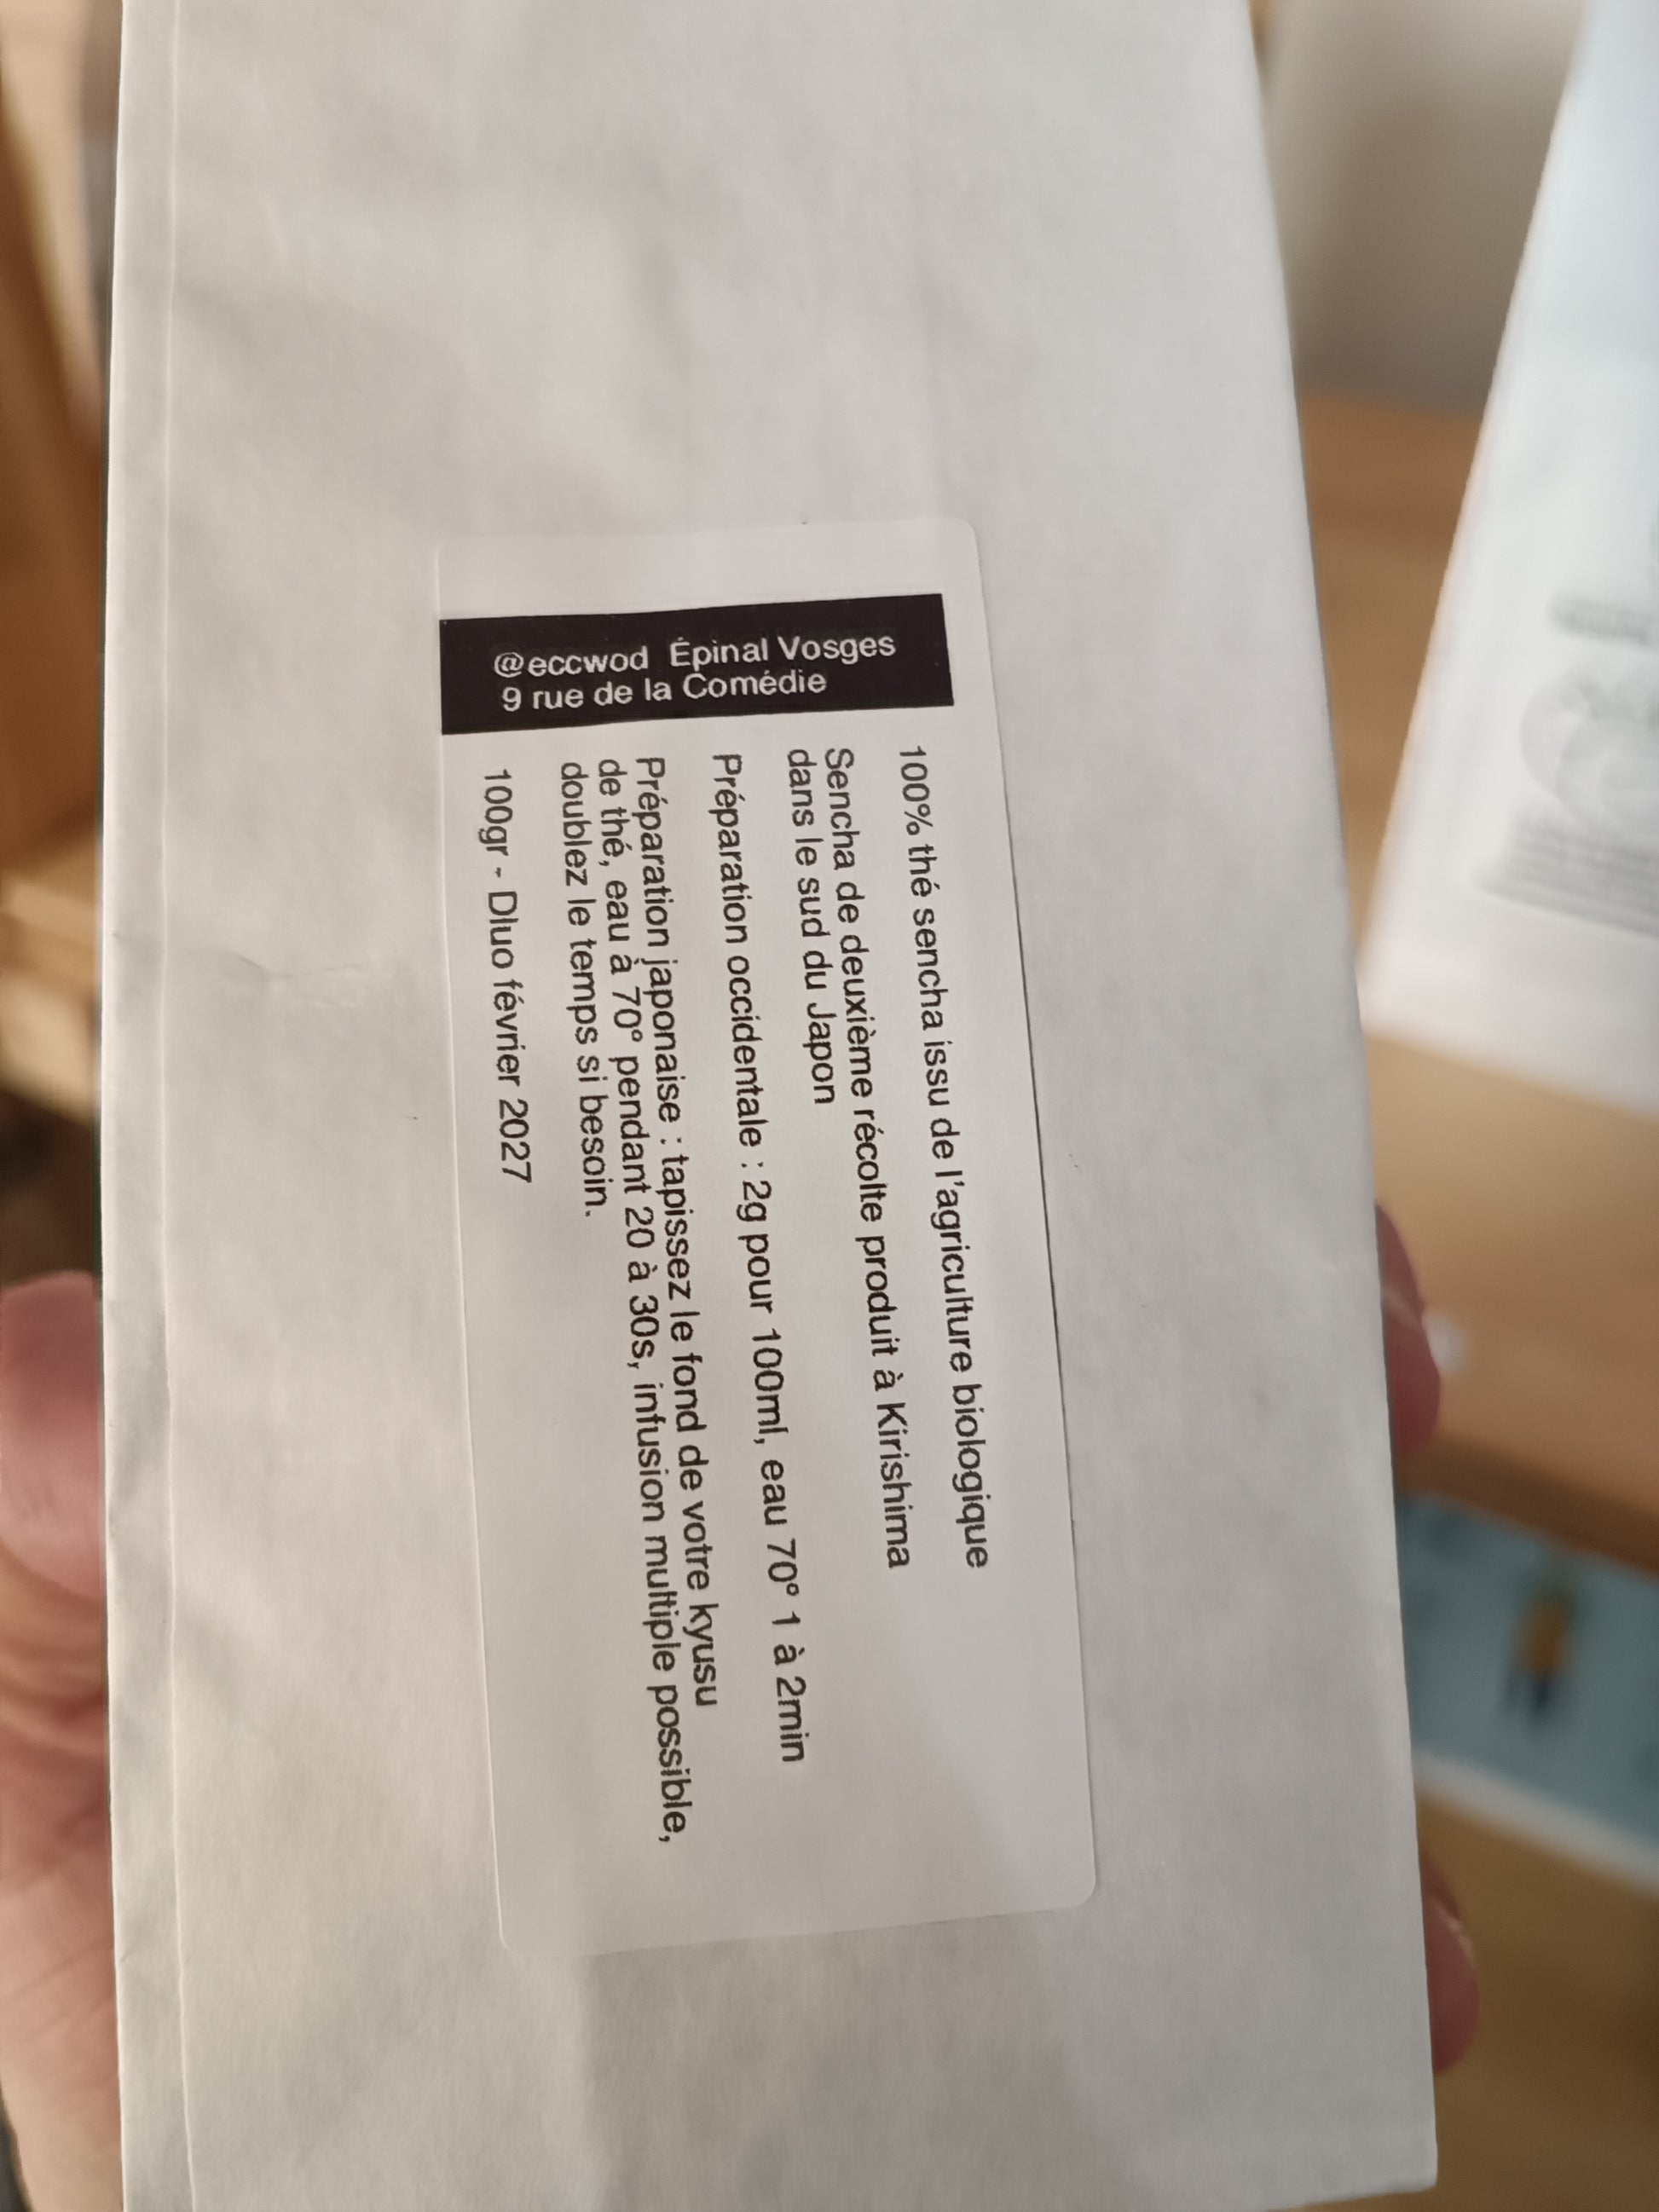 @eccwod Épinal Vosges
9 rue de la Comédie
100% thé sencha issu de l'agriculture biologique
Sencha de deuxième récolte produit à Kirishima
dans le sud du Japon
Préparation occidentale : 2g pour 100ml, eau 70° 1 à 2min
Préparation japonaise : tapissez le fond de votre kyusu
de thé, eau à 70° pendant 20 à 30s, infusion multiple possible,
doublez le temps si besoin.
100gr - Dluo février 2027